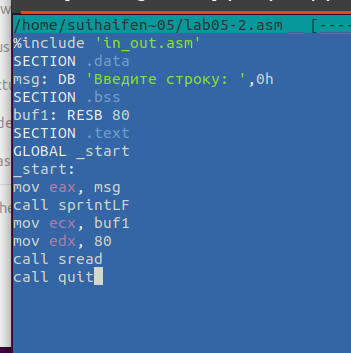 /home/suihaifen~05/lab05-2.asm [----
%include 'in_out.asm'
SECTION .data
msg: DB 'Введите строку: ',0h
SECTION .bss
buf1: RESB 80
SECTION .text
GLOBAL _start
_start:
mov eax, msg
call sprintLF
mov ecx, buf1
mov edx, 80
call sread
call quit